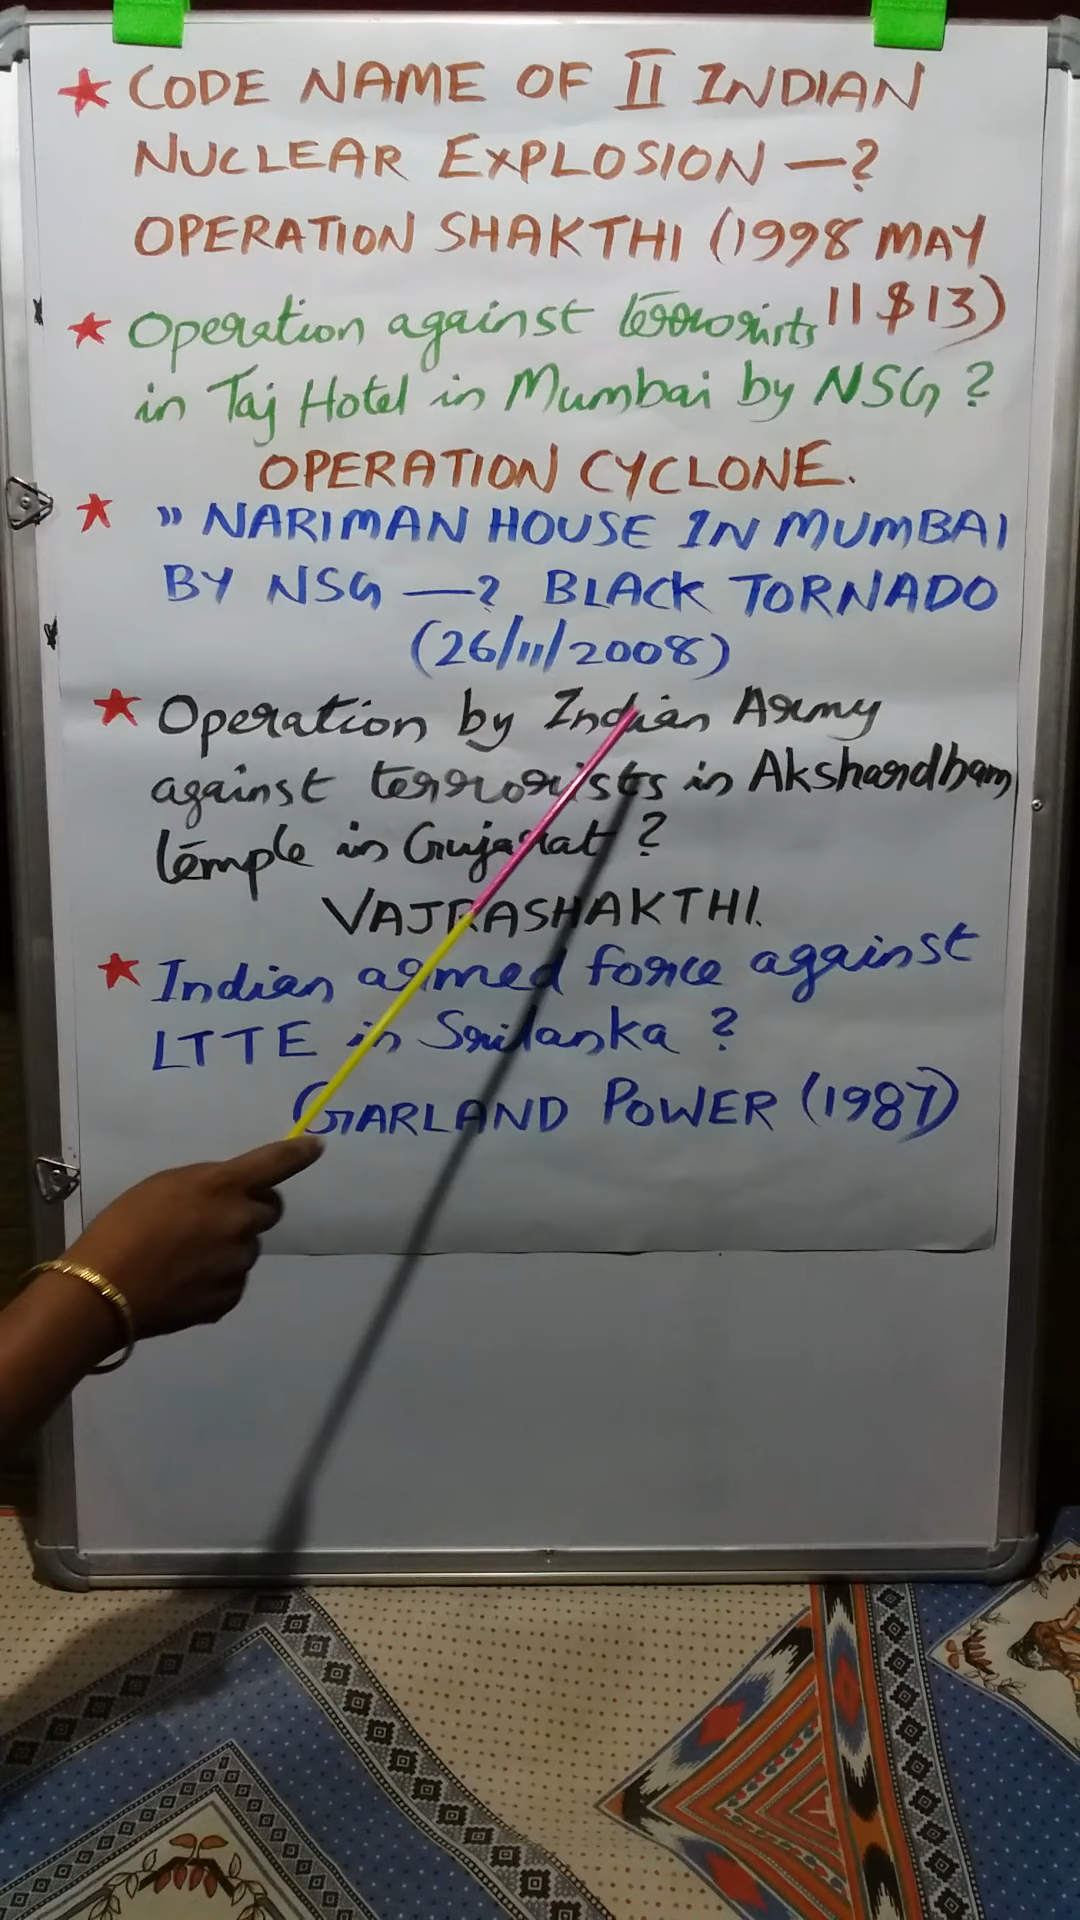 CODE NAME OF II INDIAN
NUCLEAR EXPLOSION —?
OPERATION SHAKTHI (1998 MAY
11 & 13)
Operation against terrorists
in Taj Hotel in Mumbai by NSG ?
OPERATION CYCLONE.
" NARIMAN HOUSE IN MUMBAI
BY NSG —? BLACK TORNADO
(26/11/2008)
Operation by Indian Army
against terrorists in Akshardham
temple in Gujarat ?
VAJRASHAKTHI.
Indian armed force against
LTTE in Srilanka ?
GARLAND POWER (1987)